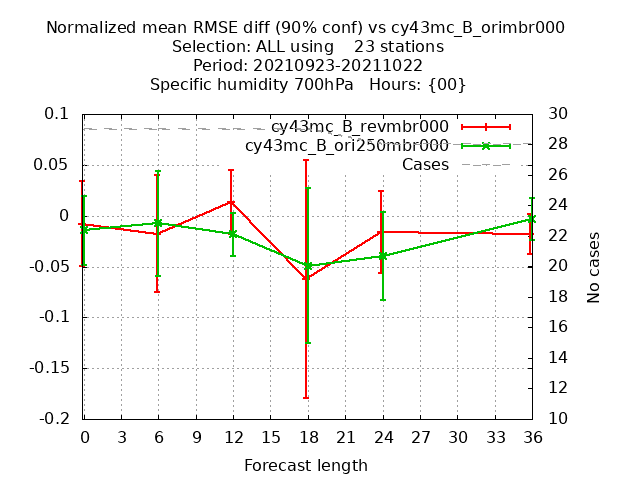 Normalized mean RMSE diff (90% conf) vs cy43mc_B_orimbr000
Selection: ALL using    23 stations
Period: 20210923-20211022
Specific humidity 700hPa   Hours: {00}
cy43mc_B_revmbr000
cy43mc_B_ori250mbr000
Cases
0.1
0.05
0
-0.05
-0.1
-0.15
-0.2
30
28
26
24
22
20
18
16
14
12
10
No cases
0 3 6 9 12 15 18 21 24 27 30 33 36
Forecast length